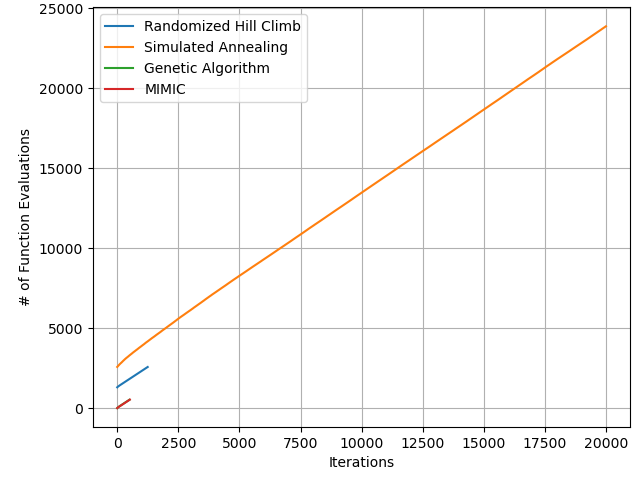 Randomized Hill Climb
Simulated Annealing
Genetic Algorithm
MIMIC
# of Function Evaluations
25000
20000
15000
10000
5000
0
0 2500 5000 7500 10000 12500 15000 17500 20000
Iterations